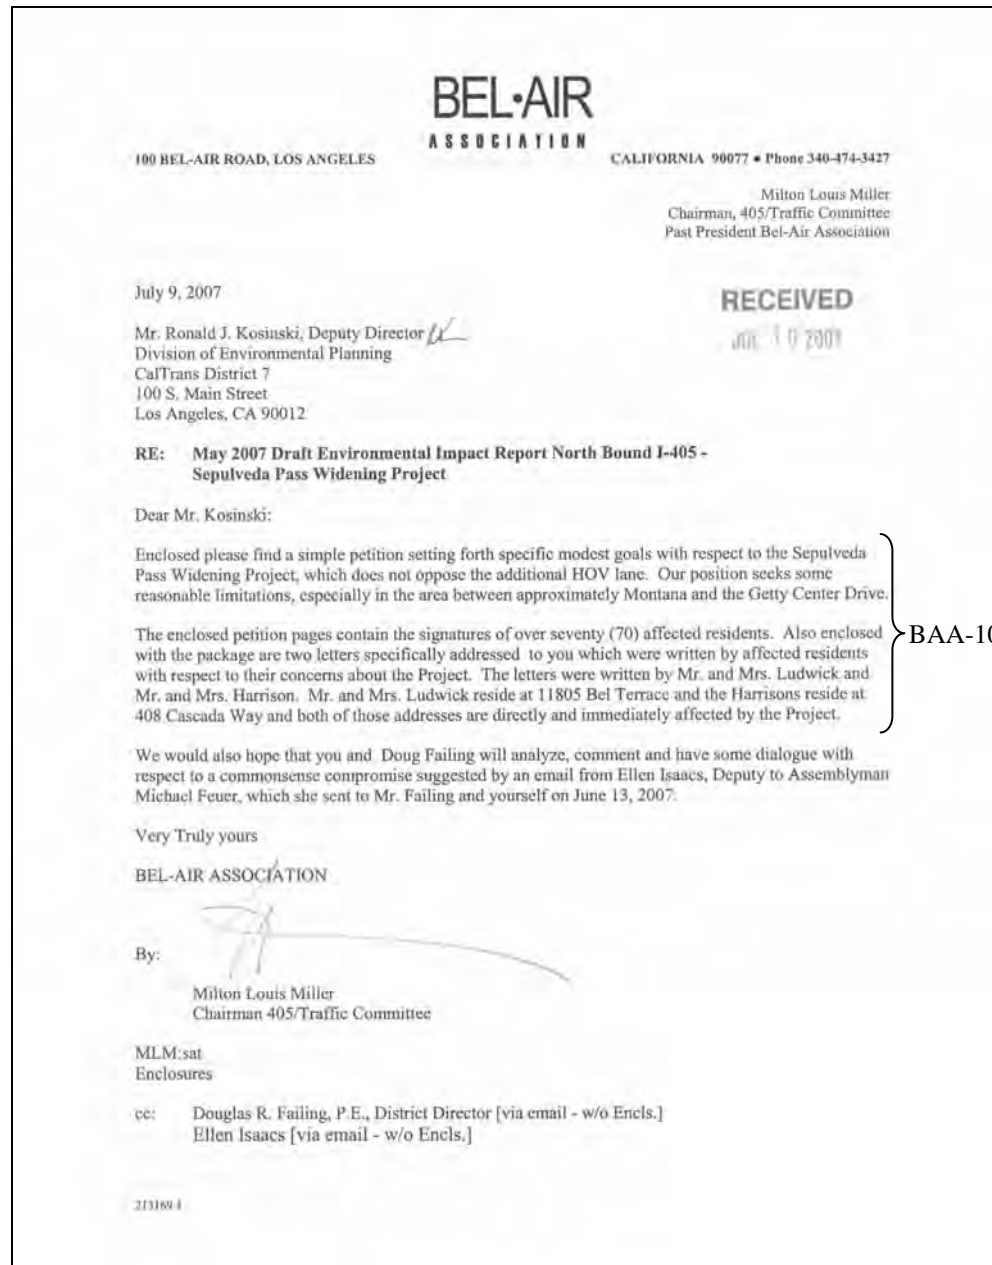 BEL•AIR
ASSOCIATION
100 BEL-AIR ROAD, LOS ANGELES
CALIFORNIA 90077 • Phone 340-474-3427
Milton Louis Miller
Chairman, 405/Traffic Committee
Past President Bel-Air Association
July 9, 2007
RECEIVED
Mr. Ronald J. Kosinski, Deputy Director
Division of Environmental Planning
CalTrans District 7
100 S. Main Street
Los Angeles, CA 90012
RE: May 2007 Draft Environmental Impact Report North Bound I-405 -
Sepulveda Pass Widening Project
Dear Mr. Kosinski:
Enclosed please find a simple petition setting forth specific modest goals with respect to the Sepulveda
Pass Widening Project, which does not oppose the additional HOV lane. Our position seeks some
reasonable limitations, especially in the area between approximately Montana and the Getty Center Drive.
The enclosed petition pages contain the signatures of over seventy (70) affected residents. Also enclosed
with the package are two letters specifically addressed to you which were written by affected residents
with respect to their concerns about the Project. The letters were written by Mr. and Mrs. Ludwick and
Mr. and Mrs. Harrison. Mr. and Mrs. Ludwick reside at 11805 Bel Terrace and the Harrisons reside at
408 Cascada Way and both of those addresses are directly and immediately affected by the Project.
BAA-10
We would also hope that you and Doug Failing will analyze, comment and have some dialogue with
respect to a commonsense compromise suggested by an email from Ellen Isaacs, Deputy to Assemblyman
Michael Feuer, which she sent to Mr. Failing and yourself on June 13, 2007.
Very Truly yours
BEL-AIR ASSOCIATION
By:
Milton Louis Miller
Chairman 405/Traffic Committee
MLM:sat
Enclosures
cc: Douglas R. Failing, P.E., District Director [via email - w/o Encls.]
Ellen Isaacs [via email - w/o Encls.]